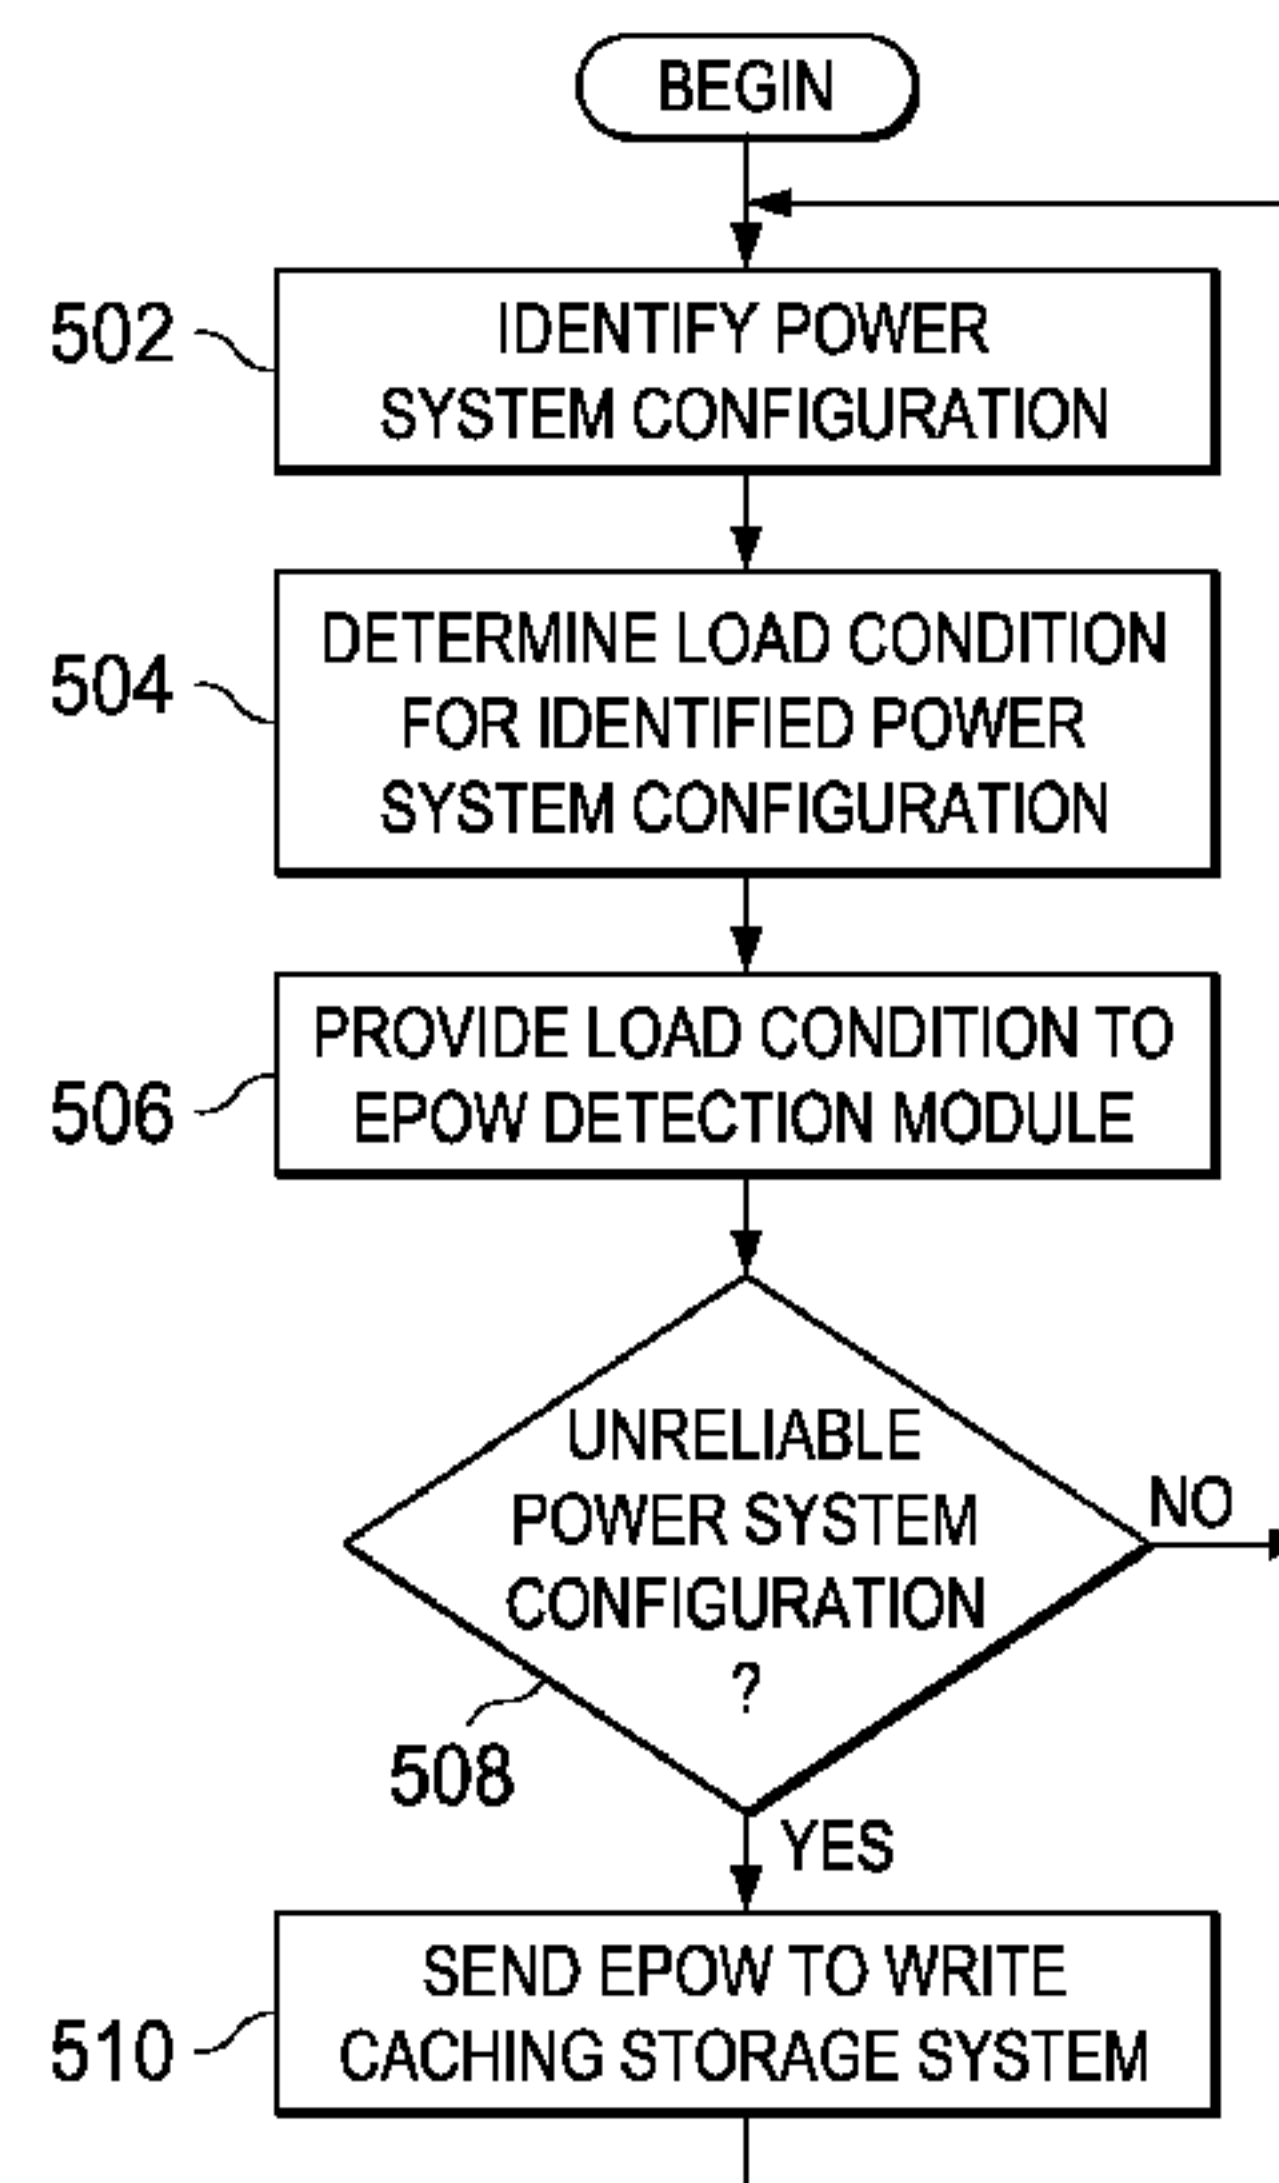 BEGIN
502
IDENTIFY POWER
SYSTEM CONFIGURATION
504
DETERMINE LOAD CONDITION
FOR IDENTIFIED POWER
SYSTEM CONFIGURATION
506
PROVIDE LOAD CONDITION TO
EPOW DETECTION MODULE
UNRELIABLE
POWER SYSTEM
CONFIGURATION
?
NO
508
YES
510
SEND EPOW TO WRITE
CACHING STORAGE SYSTEM